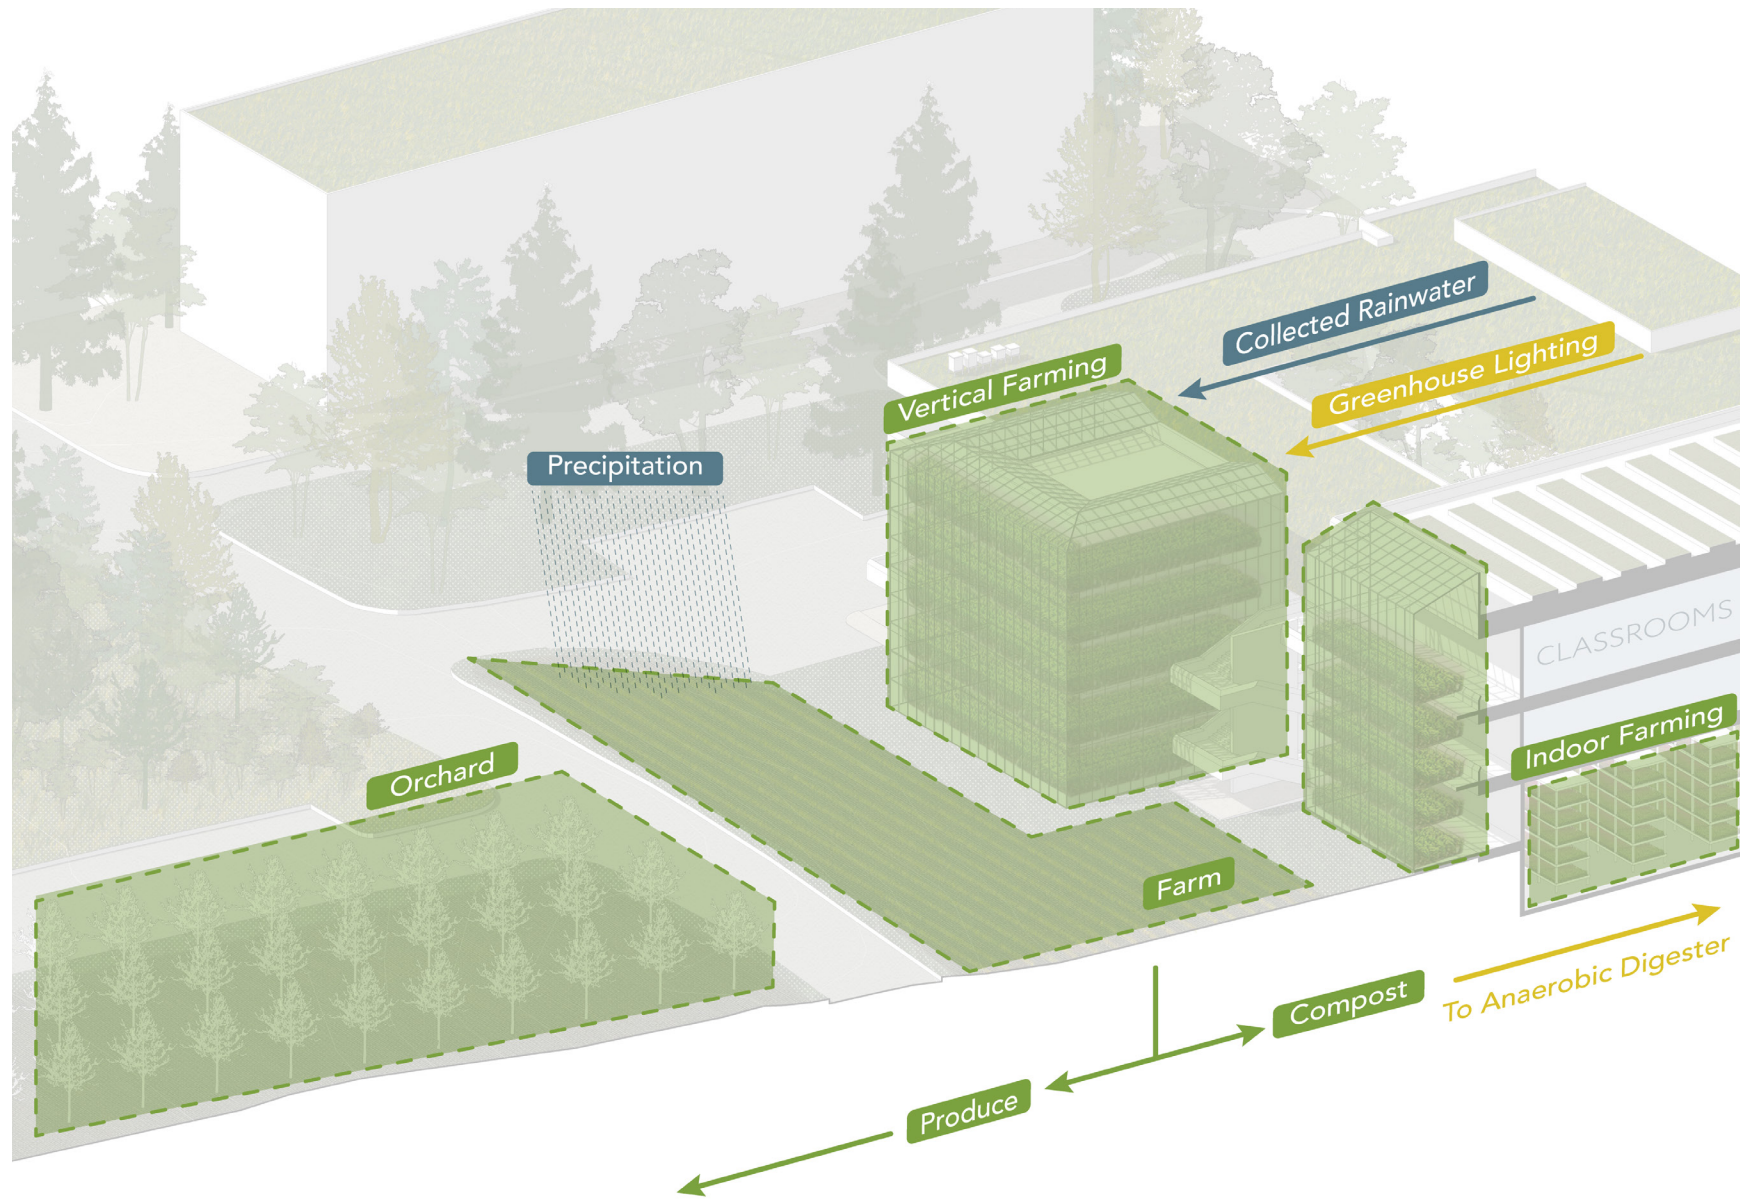 Collected Rainwater
Greenhouse Lighting
Vertical Farming
Precipitation
CLASSROOMS
Indoor Farming
Orchard
Farm
Compost
To Anaerobic Digester
Produce